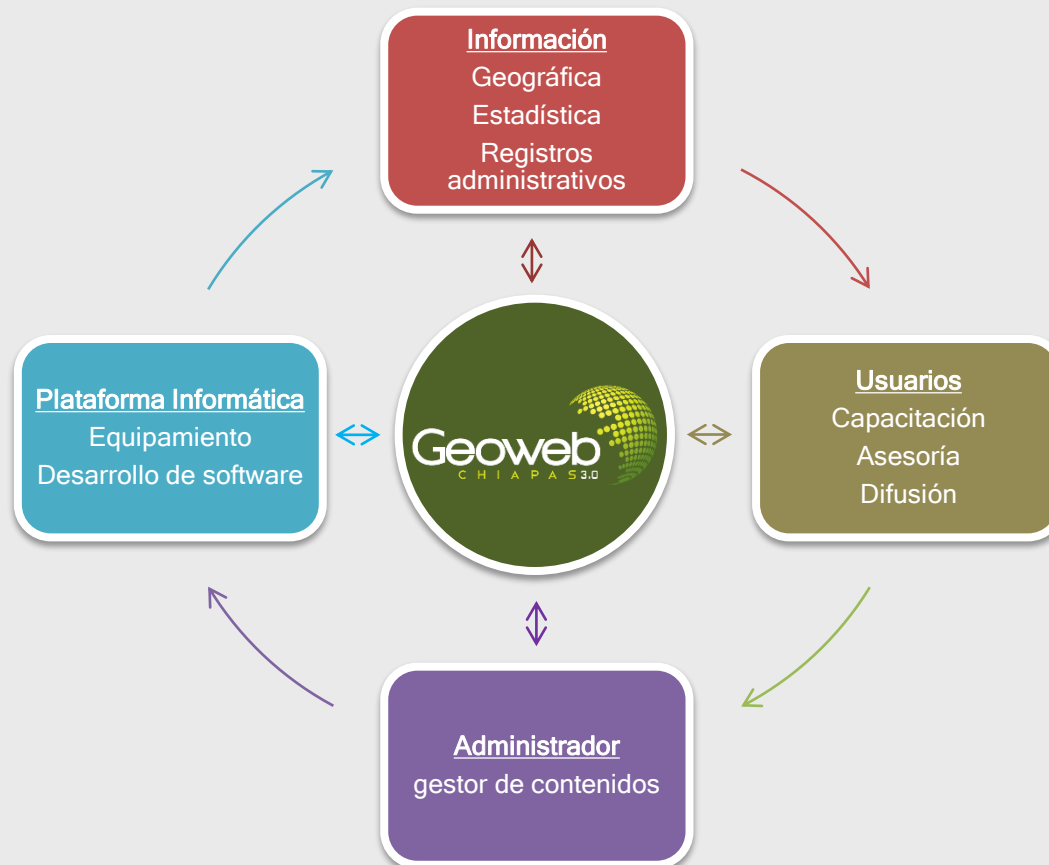 Información
Geográfica
Estadística
Registros
administrativos
Plataforma Informática
Equipamiento
Desarrollo de software
Geoweb
CHIAPAS 3.0
Usuarios
Capacitación
Asesoría
Difusión
Administrador
gestor de contenidos